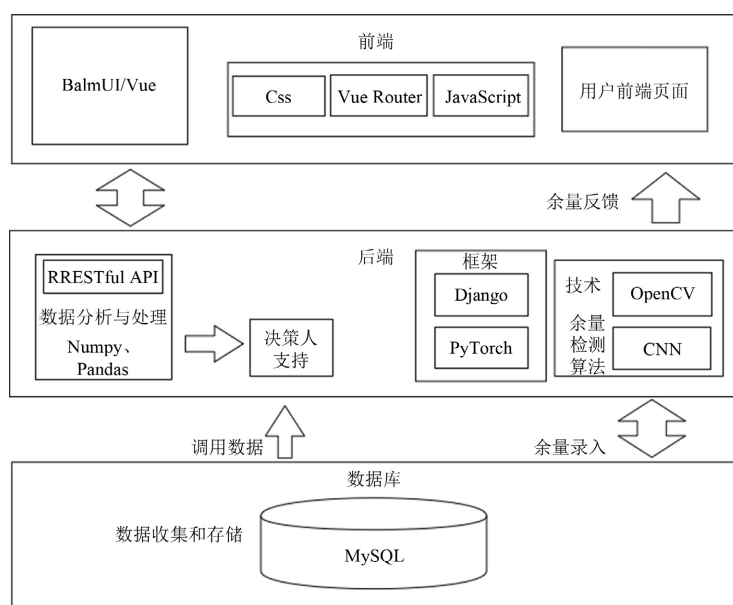 前端
BalmUI/Vue
Css
Vue Router
JavaScript
用户前端页面
余量反馈
后端
RRESTful API
数据分析与处理
Numpy、
Pandas
决策人
支持
框架
Django
PyTorch
技术
OpenCV
余量
检测
算法
CNN
调用数据
余量录入
数据库
数据收集和存储
MySQL